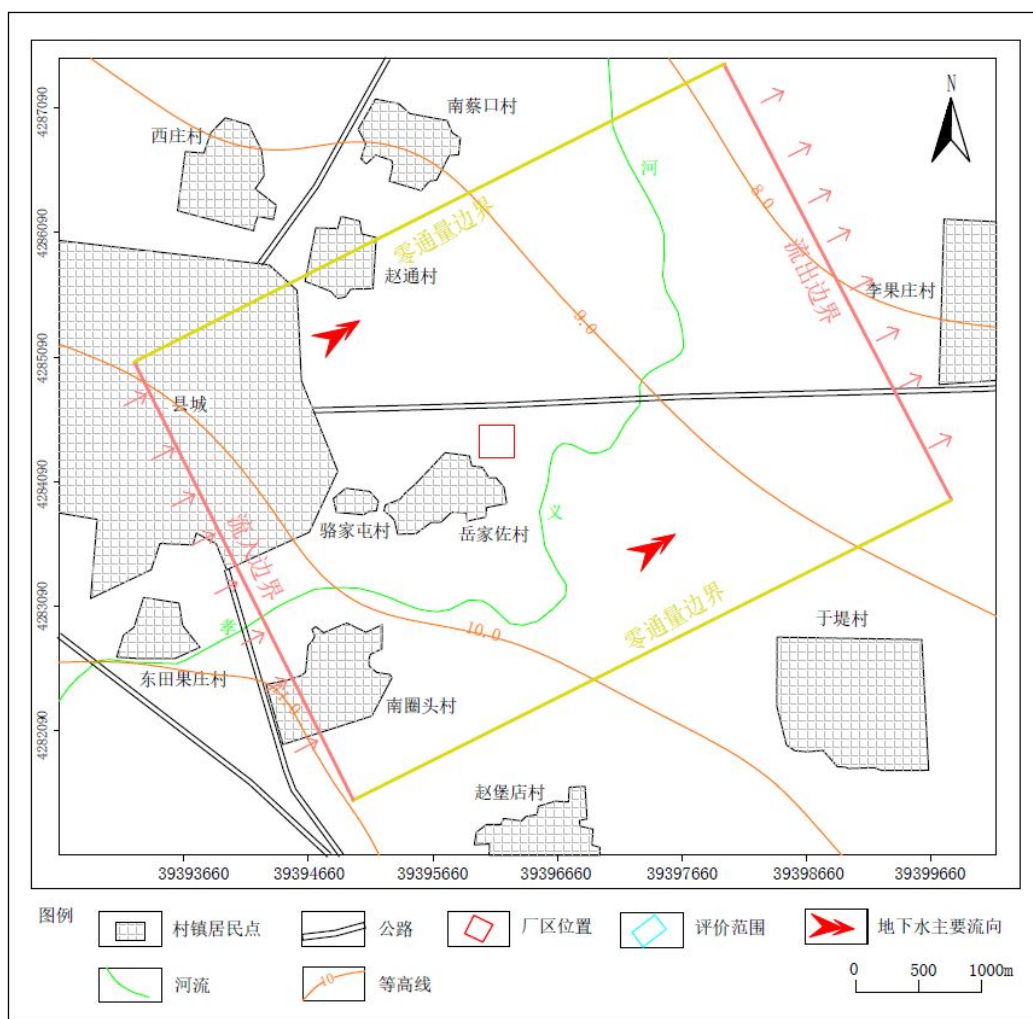 N
南蔡口村
西庄村
河
8.0
零通量边界
赵通村
流出边界
李果庄村
9.0
县城
骆家屯村
岳家佐村
义
流入边界
零通量边界
孝
10.0
于堤村
东田果庄村
南圈头村
赵堡店村
4287090
4286090
4285090
4284090
4283090
4282090
39393660
39394660
39395660
39396660
39397660
39398660
39399660
图例
村镇居民点
公路
厂区位置
评价范围
地下水主要流向
河流
10
等高线
0 500 1000m